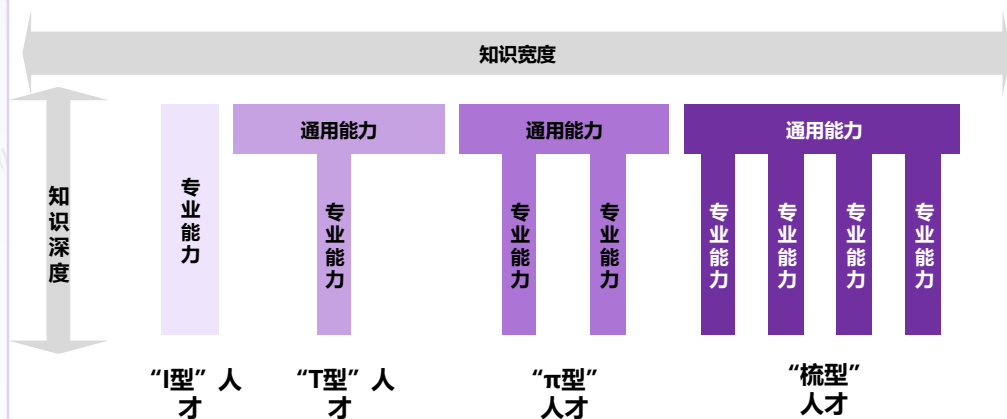 知识宽度
知识深度
专业能力
通用能力
专业能力
通用能力
专业能力
专业能力
通用能力
专业能力
专业能力
专业能力
专业能力
“I型”人
才
“T型”人
才
“π型”
人才
“梳型”
人才